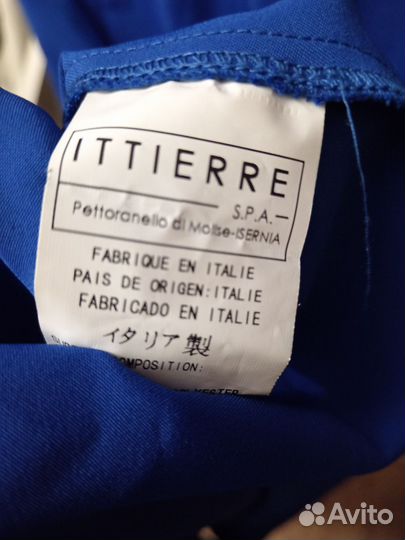 ITTIERRE
S.P.A.
Pettoranello di Molise-ISERNIA
FABRIQUE EN ITALIE
PAIS DE ORIGEN:ITALIE
FABRICADO EN ITALIE
イタリア製
COMPOSITION:
Avito